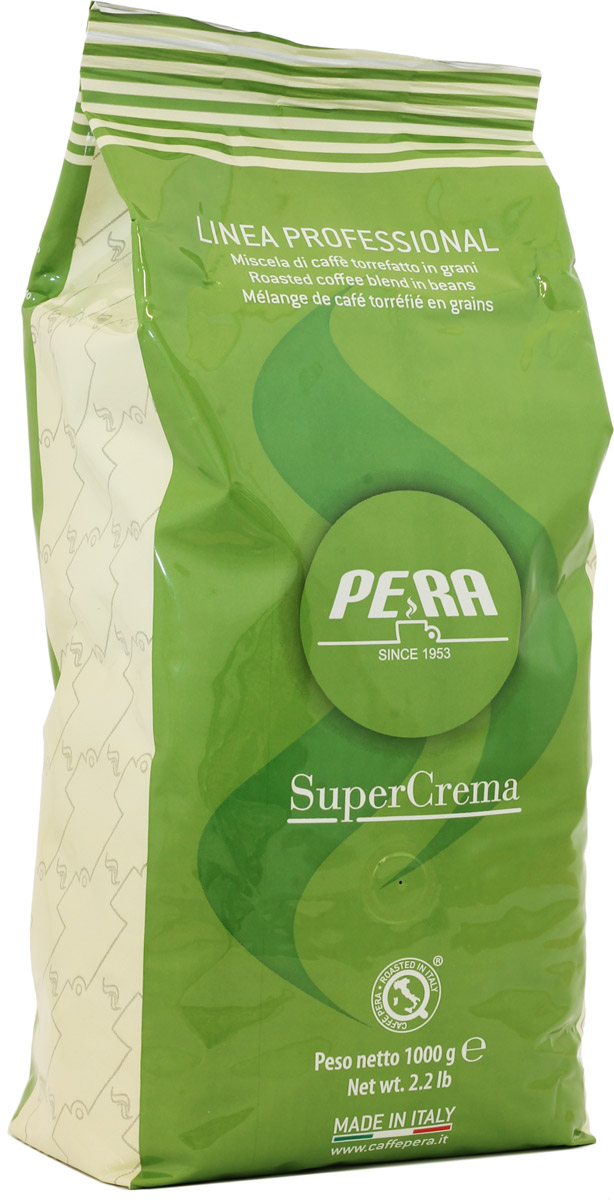 LINEA PROFESSIONAL
Miscela di caffè torrefatto in grani
Roasted coffee blend in beans
Mélange de café torréfié en grains
PERA
SINCE 1953
SuperCrema
CAFFÈ PERA • ROASTED IN ITALY ®
Peso netto 1000 g ℮
Net wt. 2.2 lb
MADE IN ITALY
www.caffepera.it